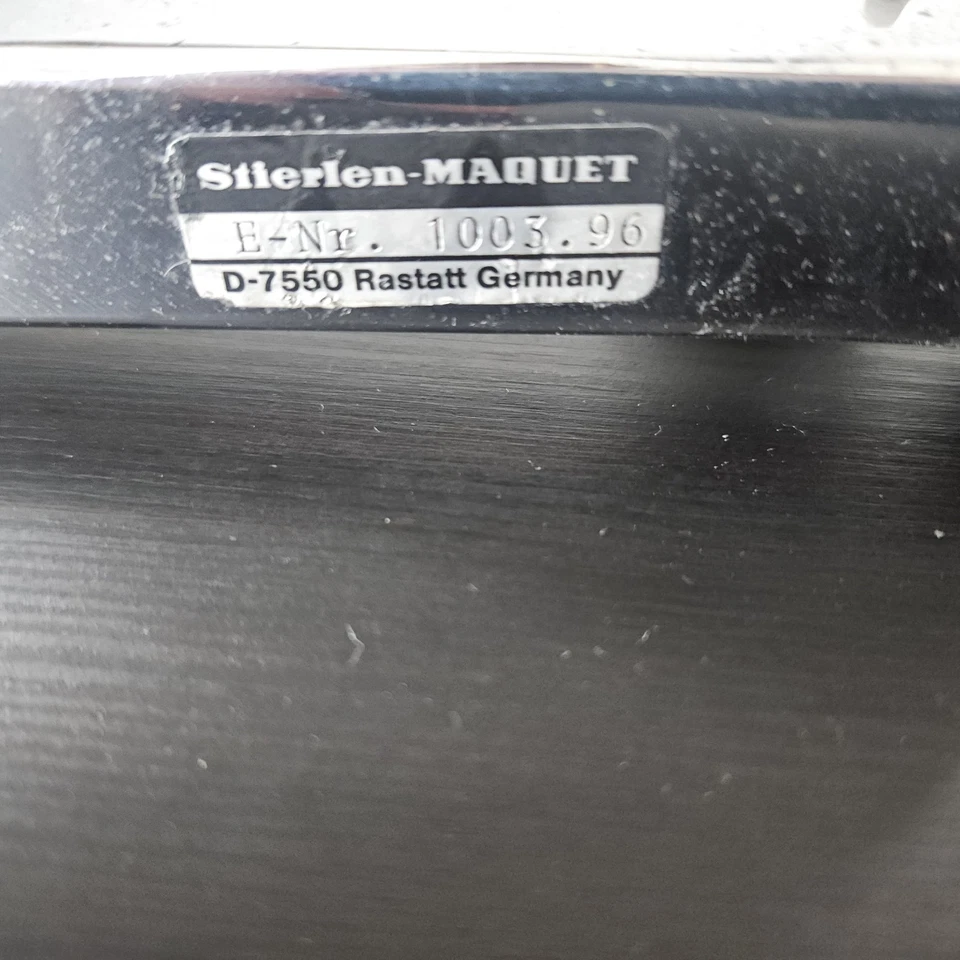 Stierlen-MAQUET
E-Nr. 1003.96
D-7550 Rastatt Germany